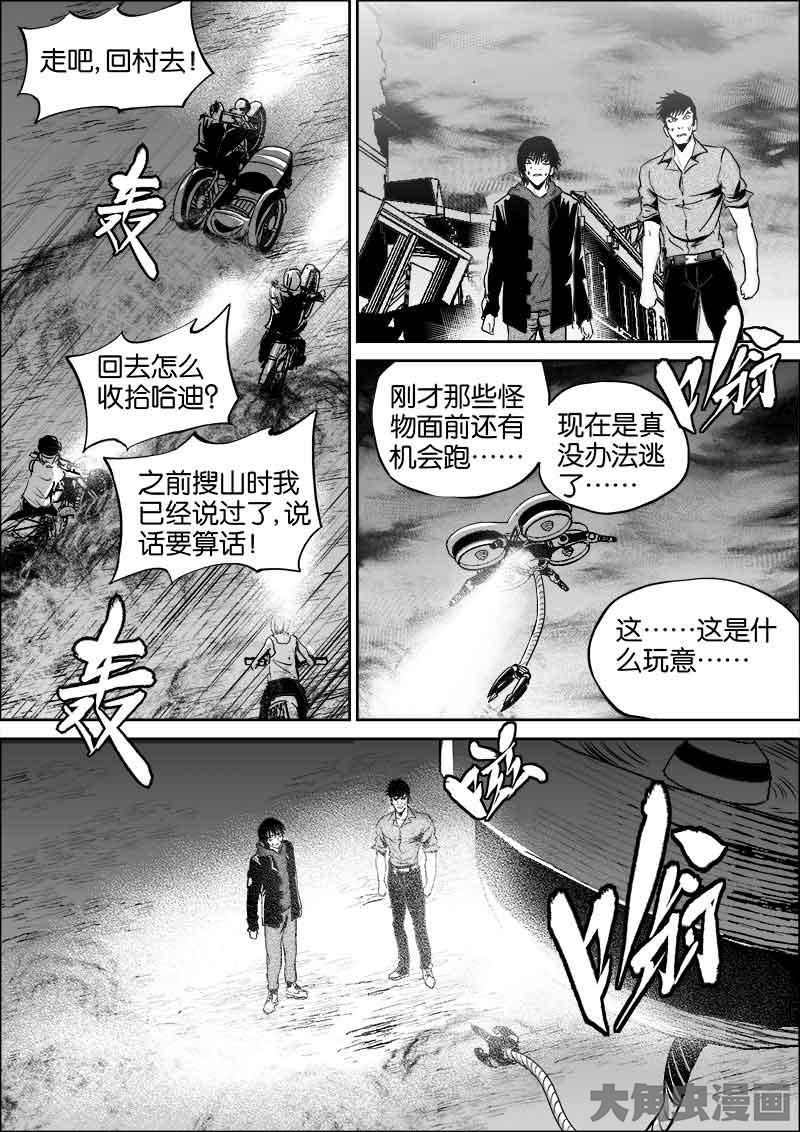 走吧,回村去!
轰
回去怎么
收拾哈迪?
之前搜山时我
已经说过了,说
话要算话!
轰
嗡
刚才那些怪
物面前还有
机会跑……
现在是真
没办法逃
了……
这……这是什
么玩意……
嗞
嗡
大角虫漫画